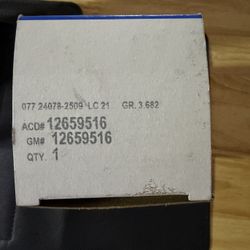 077 24078-2509 LC 21 GR. 3.682
ACD# 12659516
GM# 12659516
QTY. 1